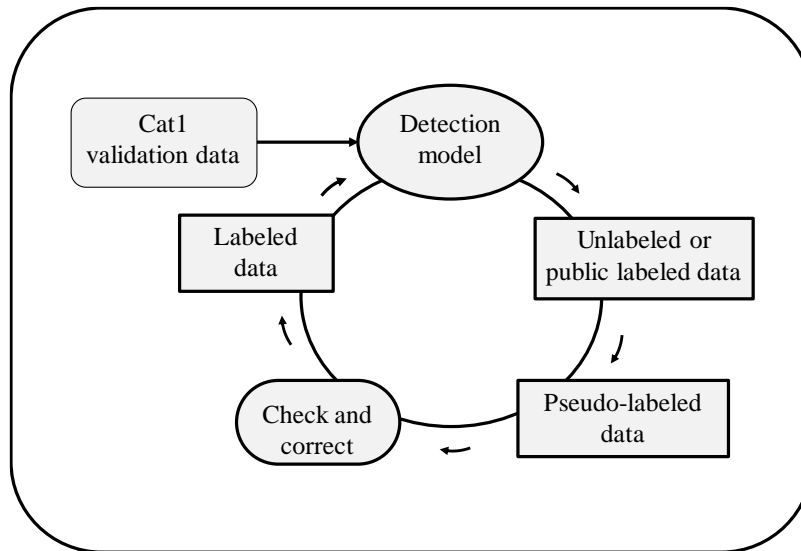 Cat1
validation data
Detection
model
Labeled
data
Unlabeled or
public labeled data
Check and
correct
Pseudo-labeled
data